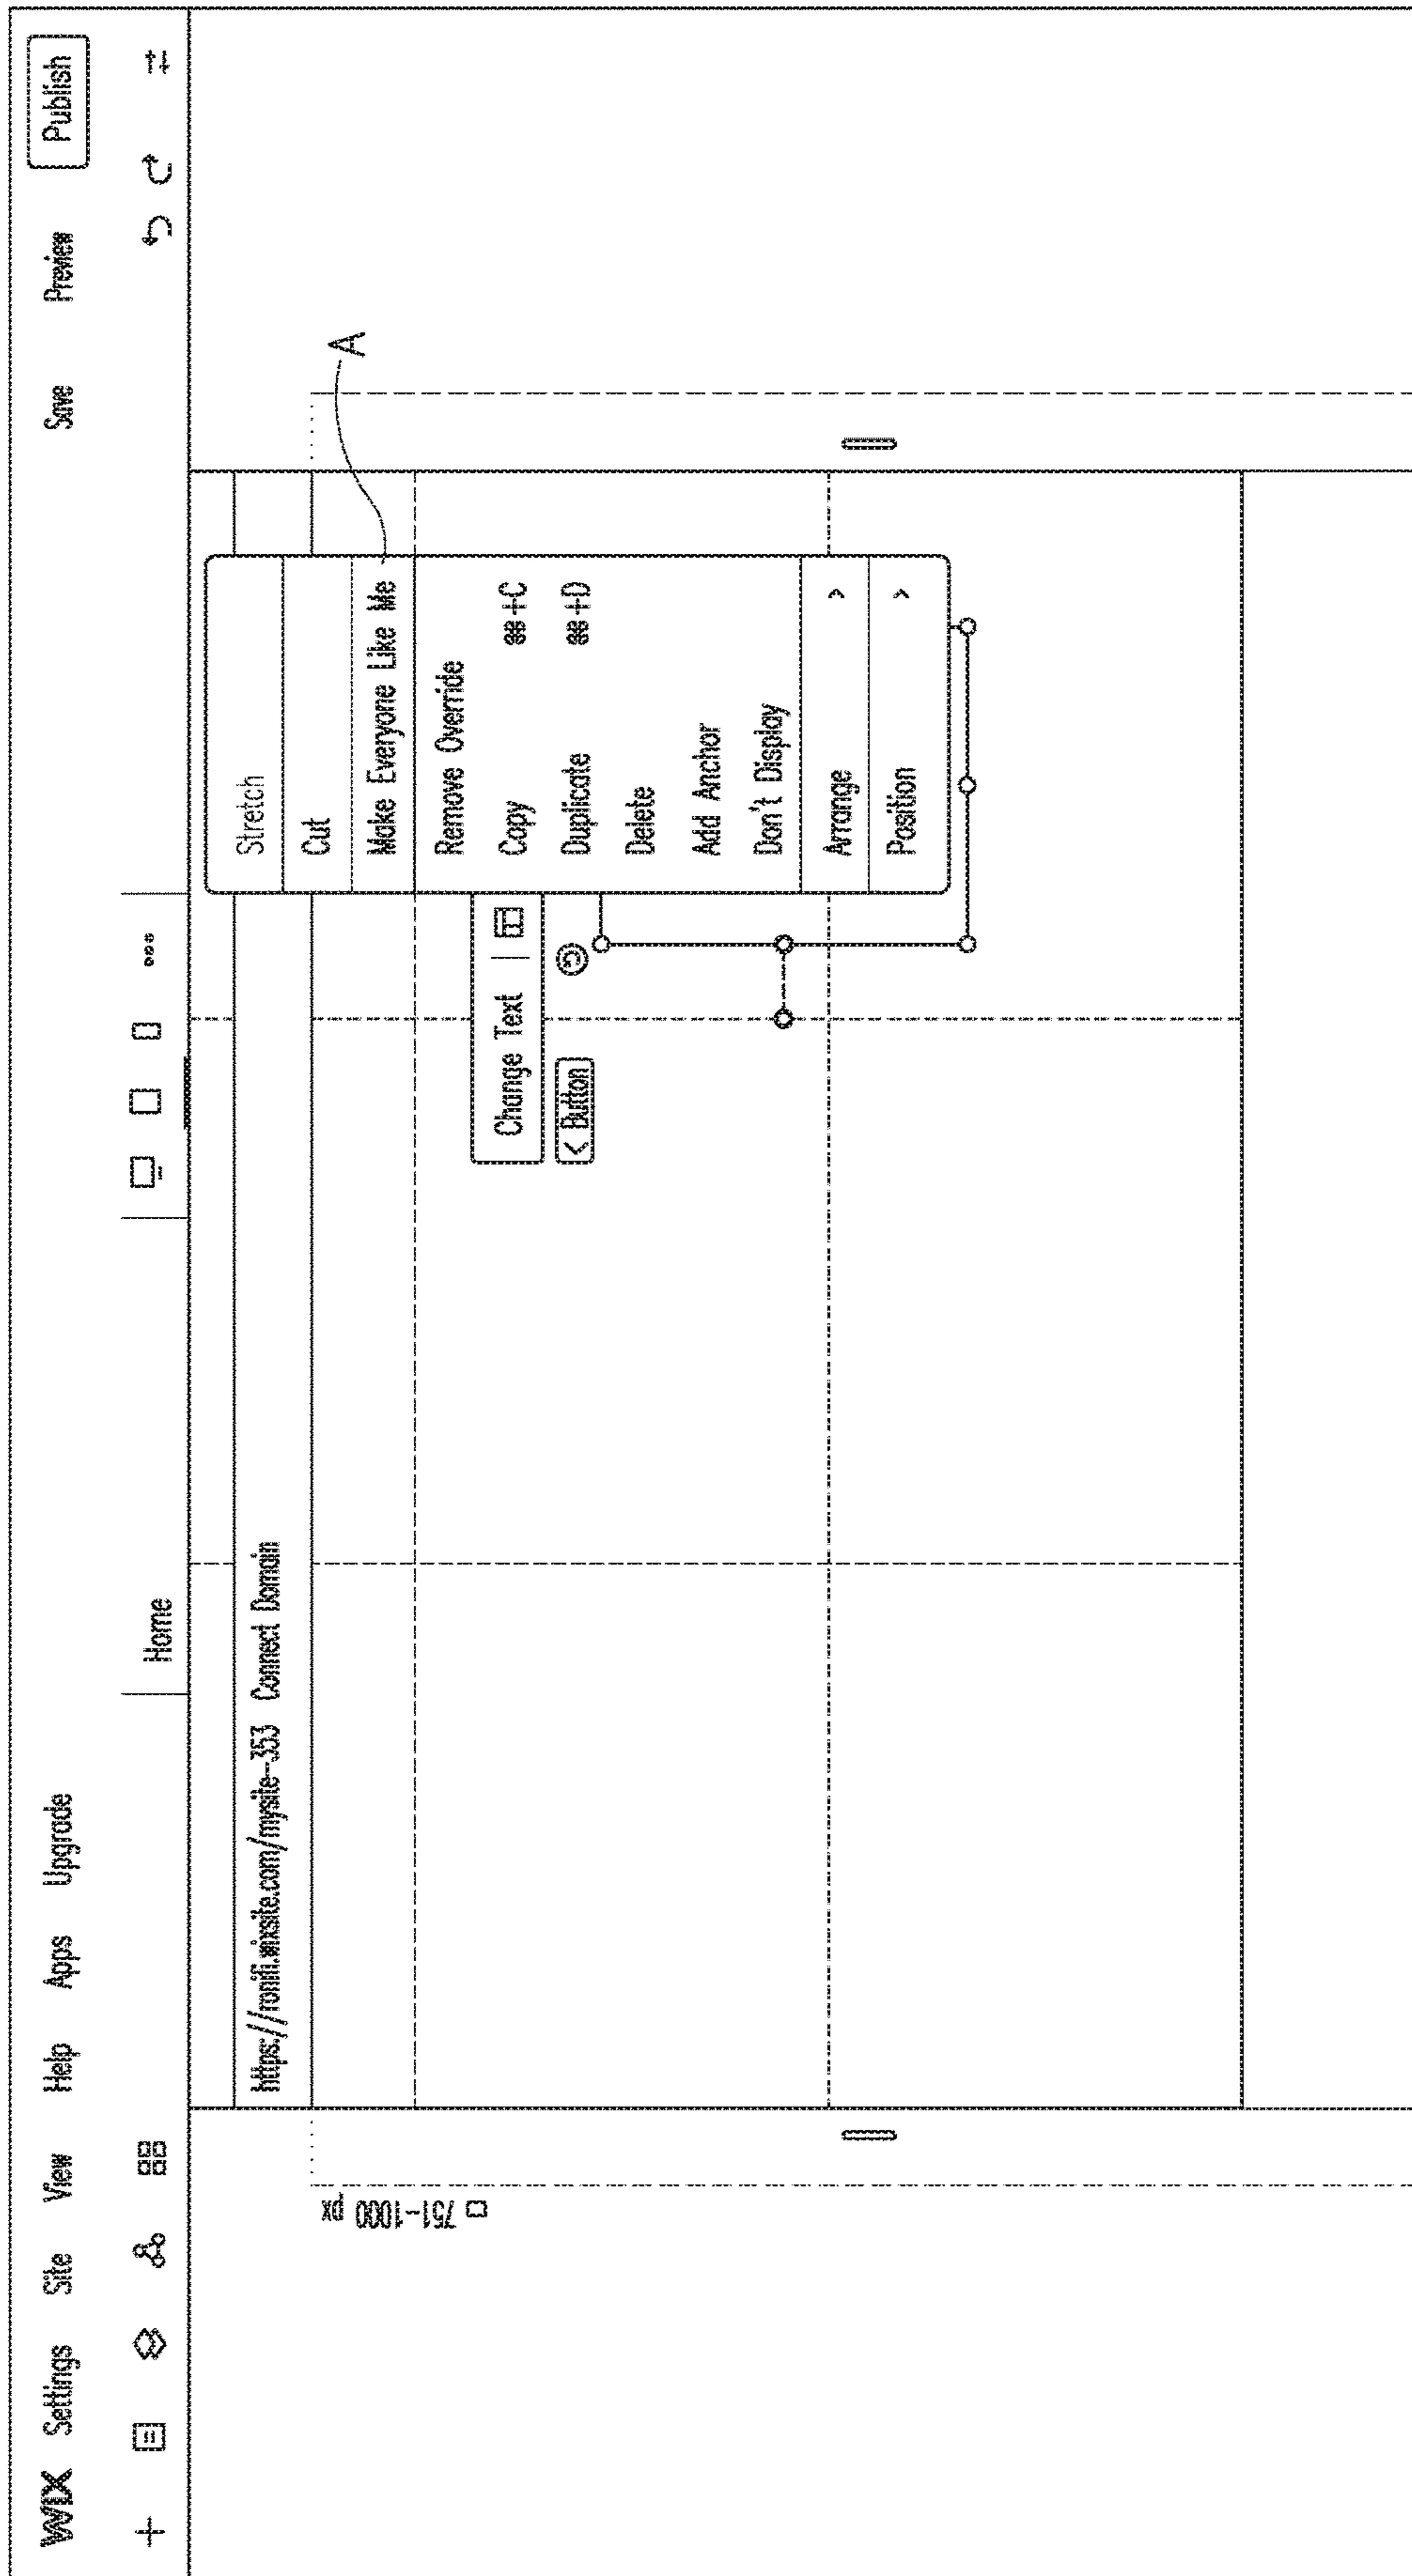 WIX Settings Site View Help Apps Upgrade Save Preview Publish
Home
https://ronifi.wixsite.com/mysite-353 Connect Domain
751-1000 px
Stretch
Cut
Make Everyone Like Me
A
Remove Override
Copy ⌘+C
Duplicate ⌘+D
Delete
Add Anchor
Don't Display
Arrange >
Position >
Change Text
< Button
G